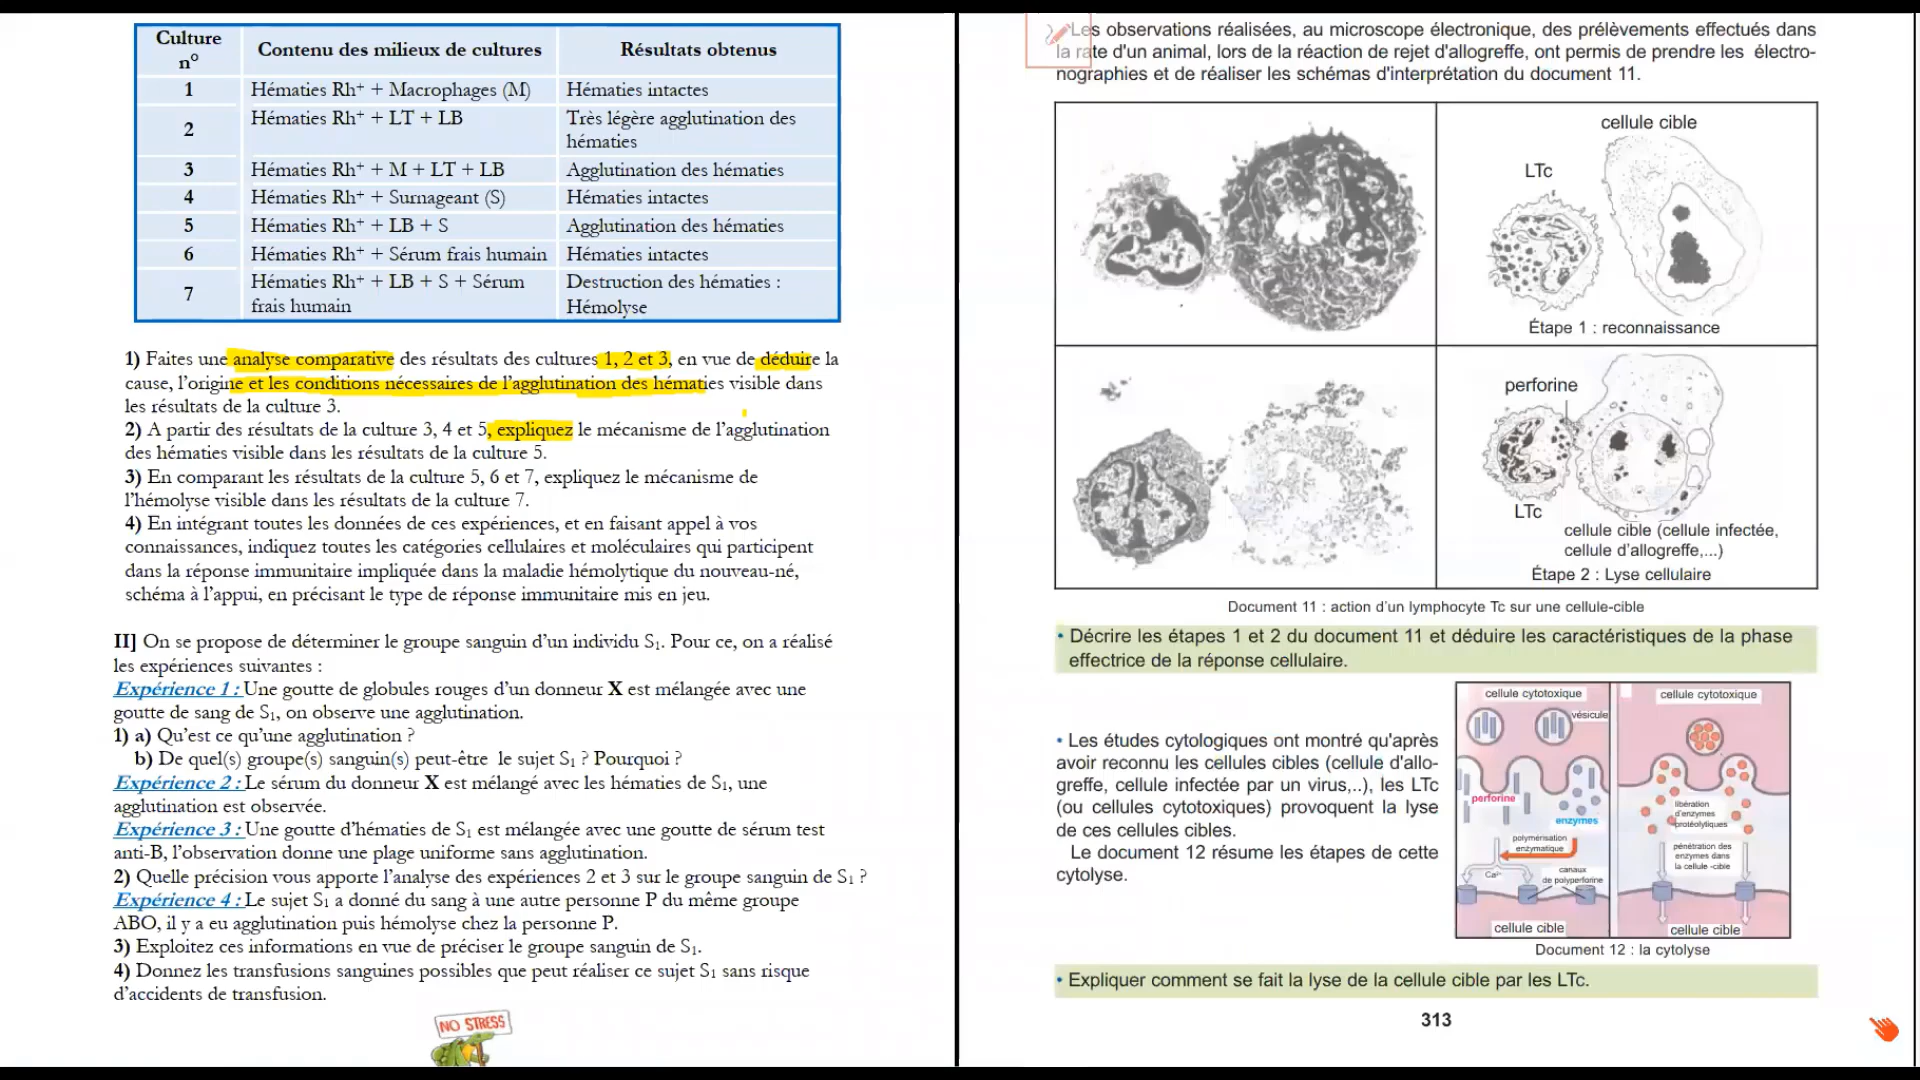 Culture n°
Contenu des milieux de cultures
Résultats obtenus
1
Hématies Rh⁺ + Macrophages (M)
Hématies intactes
2
Hématies Rh⁺ + LT + LB
Très légère agglutination des
hématies
3
Hématies Rh⁺ + M + LT + LB
Agglutination des hématies
4
Hématies Rh⁺ + Surnageant (S)
Hématies intactes
5
Hématies Rh⁺ + LB + S
Agglutination des hématies
6
Hématies Rh⁺ + Sérum frais humain
Hématies intactes
7
Hématies Rh⁺ + LB + S + Sérum
frais humain
Destruction des hématies :
Hémolyse
1) Faites une analyse comparative des résultats des cultures 1, 2 et 3, en vue de déduire la
cause, l’origine et les conditions nécessaires de l’agglutination des hématies visible dans
les résultats de la culture 3.
2) A partir des résultats de la culture 3, 4 et 5, expliquez le mécanisme de l’agglutination
des hématies visible dans les résultats de la culture 5.
3) En comparant les résultats de la culture 5, 6 et 7, expliquez le mécanisme de
l’hémolyse visible dans les résultats de la culture 7.
4) En intégrant toutes les données de ces expériences, et en faisant appel à vos
connaissances, indiquez toutes les catégories cellulaires et moléculaires qui participent
dans la réponse immunitaire impliquée dans la maladie hémolytique du nouveau-né,
schéma à l’appui, en précisant le type de réponse immunitaire mis en jeu.
II] On se propose de déterminer le groupe sanguin d’un individu S₁. Pour ce, on a réalisé
les expériences suivantes :
Expérience 1 : Une goutte de globules rouges d’un donneur X est mélangée avec une
goutte de sang de S₁, on observe une agglutination.
1) a) Qu’est ce qu’une agglutination ?
b) De quel(s) groupe(s) sanguin(s) peut-être le sujet S₁ ? Pourquoi ?
Expérience 2 : Le sérum du donneur X est mélangé avec les hématies de S₁, une
agglutination est observée.
Expérience 3 : Une goutte d’hématies de S₁ est mélangée avec une goutte de sérum test
anti-B, l’observation donne une plage uniforme sans agglutination.
2) Quelle précision vous apporte l’analyse des expériences 2 et 3 sur le groupe sanguin de S₁ ?
Expérience 4 : Le sujet S₁ a donné du sang à une autre personne P du même groupe
ABO, il y a eu agglutination puis hémolyse chez la personne P.
3) Exploitez ces informations en vue de préciser le groupe sanguin de S₁.
4) Donnez les transfusions sanguines possibles que peut réaliser ce sujet S₁ sans risque
d’accidents de transfusion.
NO STRESS
Les observations réalisées, au microscope électronique, des prélèvements effectués dans
la rate d'un animal, lors de la réaction de rejet d'allogreffe, ont permis de prendre les électro-
nographies et de réaliser les schémas d'interprétation du document 11.
cellule cible
LTc
Étape 1 : reconnaissance
perforine
LTc
cellule cible (cellule infectée,
cellule d’allogreffe,...)
Étape 2 : Lyse cellulaire
Document 11 : action d’un lymphocyte Tc sur une cellule-cible
• Décrire les étapes 1 et 2 du document 11 et déduire les caractéristiques de la phase
effectrice de la réponse cellulaire.
• Les études cytologiques ont montré qu'après
avoir reconnu les cellules cibles (cellule d'allo-
greffe, cellule infectée par un virus,..), les LTc
(ou cellules cytotoxiques) provoquent la lyse
de ces cellules cibles.
Le document 12 résume les étapes de cette
cytolyse.
cellule cytotoxique
vésicule
perforine
enzymes
polymérisation
enzymatique
Ca²⁺
canaux
de polyperforine
cellule cible
cellule cytotoxique
libération
d’enzymes
protéolytiques
pénétration des
enzymes dans
la cellule -cible
cellule cible
Document 12 : la cytolyse
• Expliquer comment se fait la lyse de la cellule cible par les LTc.
313